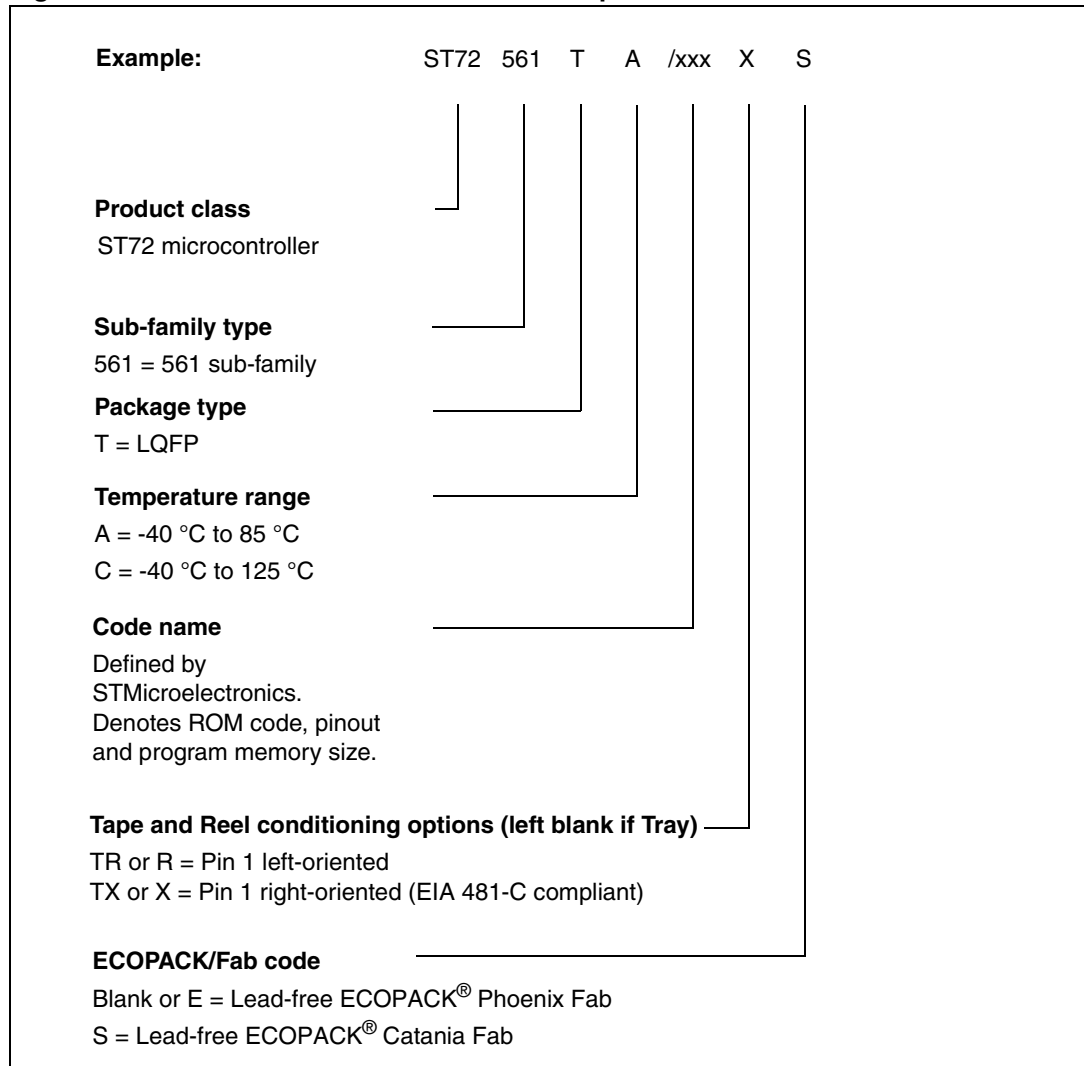 Example: ST72 561 T A /xxx X S
Product class
ST72 microcontroller
Sub-family type
561 = 561 sub-family
Package type
T = LQFP
Temperature range
A = -40 °C to 85 °C
C = -40 °C to 125 °C
Code name
Defined by
STMicroelectronics.
Denotes ROM code, pinout
and program memory size.
Tape and Reel conditioning options (left blank if Tray)
TR or R = Pin 1 left-oriented
TX or X = Pin 1 right-oriented (EIA 481-C compliant)
ECOPACK/Fab code
Blank or E = Lead-free ECOPACK® Phoenix Fab
S = Lead-free ECOPACK® Catania Fab